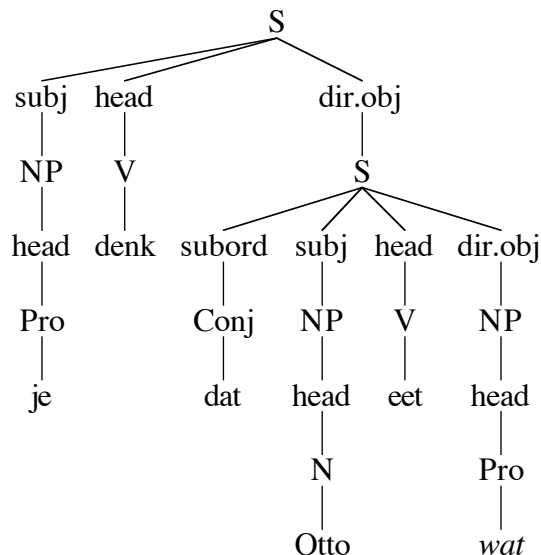 S
subj head dir.obj
NP V S
head denk subord subj head dir.obj
Pro Conj NP V NP
je dat head eet head
N Pro
Otto wat